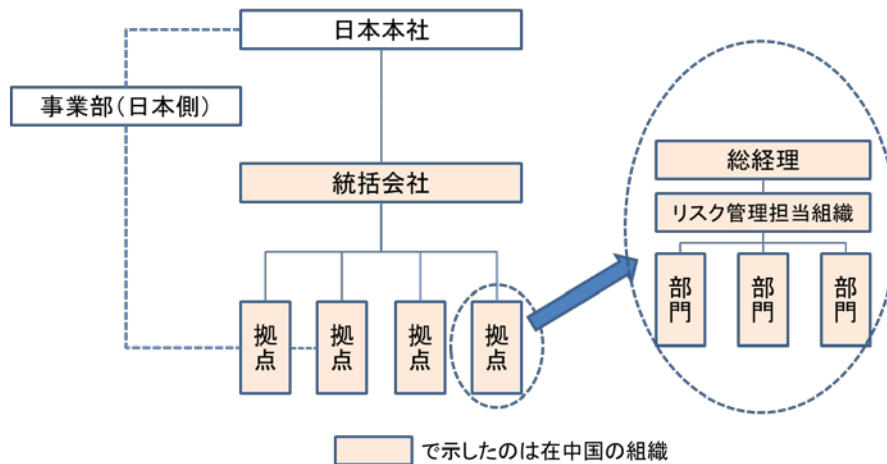 日本本社
事業部（日本側）
統括会社
拠点
拠点
拠点
拠点
総経理
リスク管理担当組織
部門
部門
部門
で示したのは在中国の組織